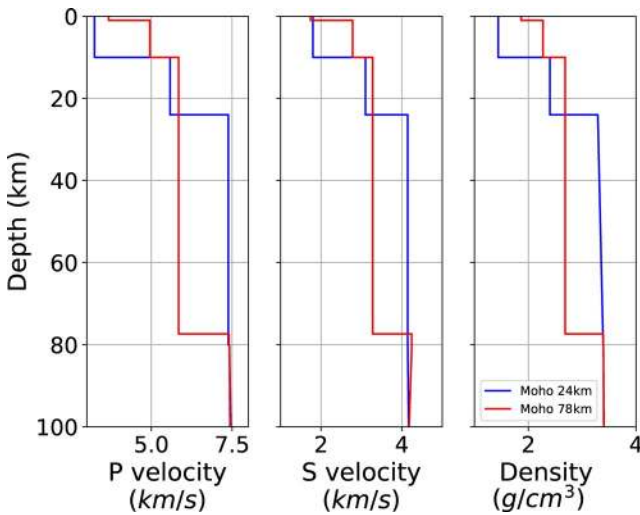 0
20
40
60
80
100
Depth (km)
5.0 7.5
2 4
2 4
P velocity
(km/s)
S velocity
(km/s)
Density
(g/cm³)
Moho 24km
Moho 78km